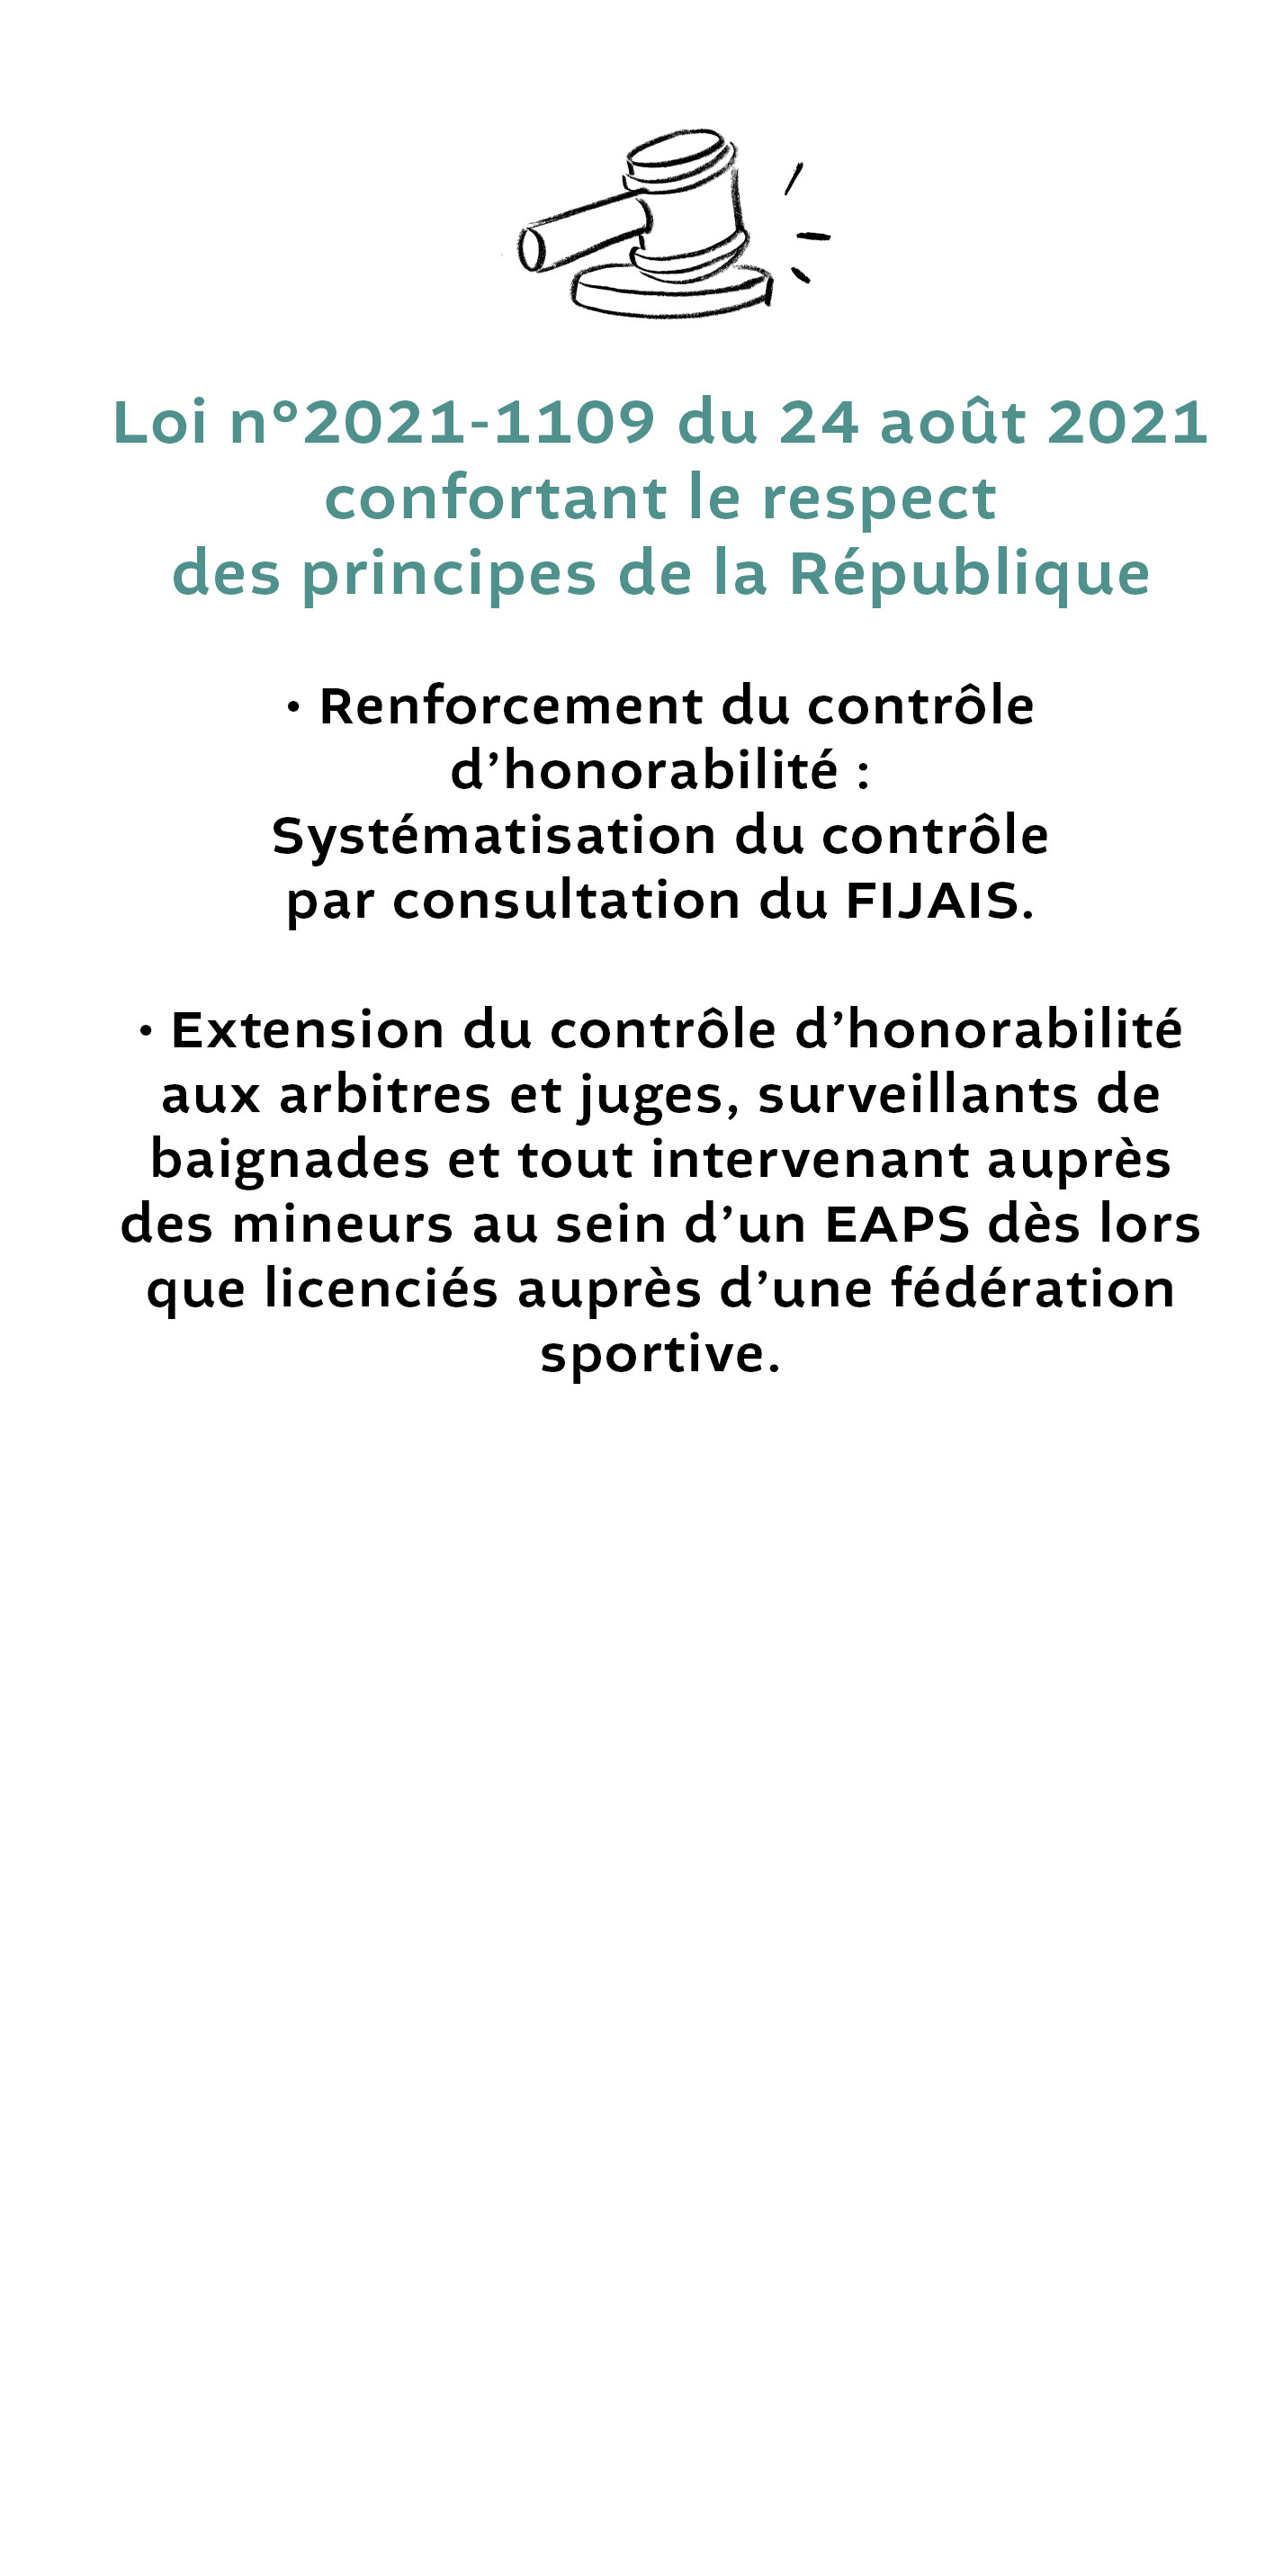 Loi n°2021-1109 du 24 août 2021
confortant le respect
des principes de la République
• Renforcement du contrôle
d’honorabilité :
Systématisation du contrôle
par consultation du FIJAIS.
• Extension du contrôle d’honorabilité
aux arbitres et juges, surveillants de
baignades et tout intervenant auprès
des mineurs au sein d’un EAPS dès lors
que licenciés auprès d’une fédération
sportive.